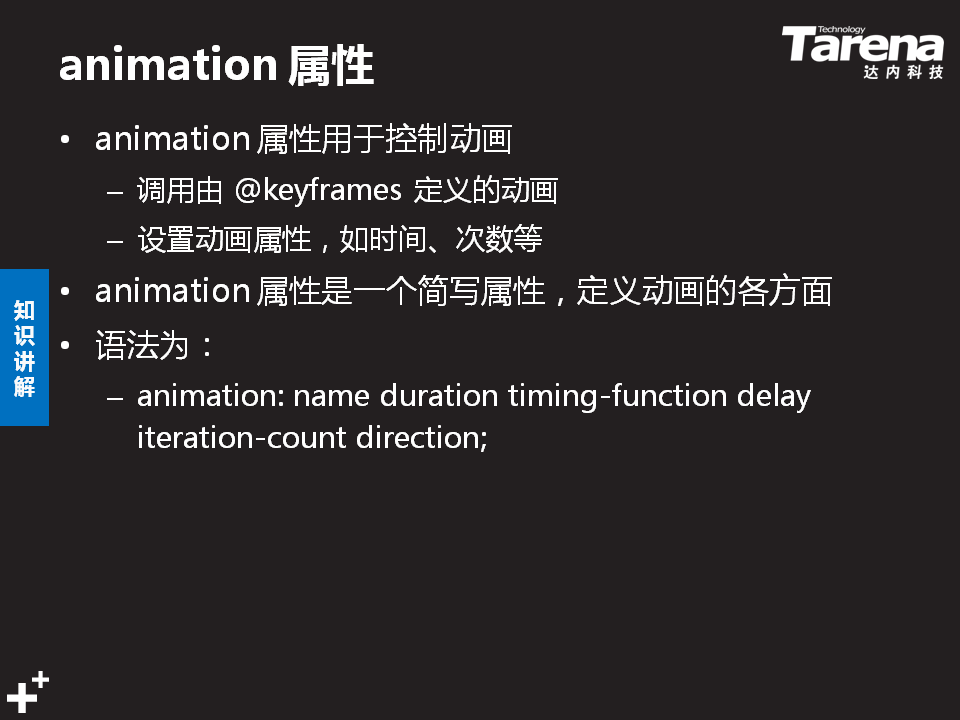 animation 属性
Technology
Tarena
达内科技
• animation 属性用于控制动画
– 调用由 @keyframes 定义的动画
– 设置动画属性，如时间、次数等
• animation 属性是一个简写属性，定义动画的各方面
• 语法为：
– animation: name duration timing-function delay
iteration-count direction;
知
识
讲
解